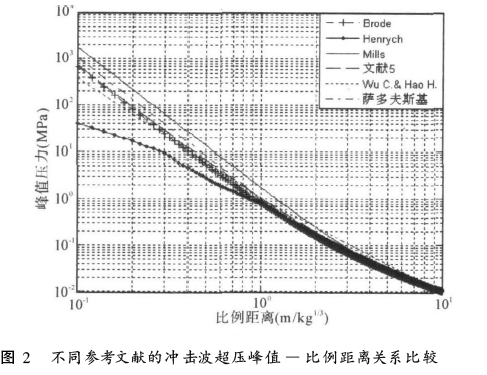 10⁴
10³
10²
10¹
10⁰
10⁻¹
10⁻²
峰值压力(MPa)
Brode
Henrych
Mills
文献5
Wu C.& Hao H.
萨多夫斯基
10⁻¹ 10⁰ 10¹
比例距离(m/kg¹/³)
图 2 不同参考文献的冲击波超压峰值－比例距离关系比较